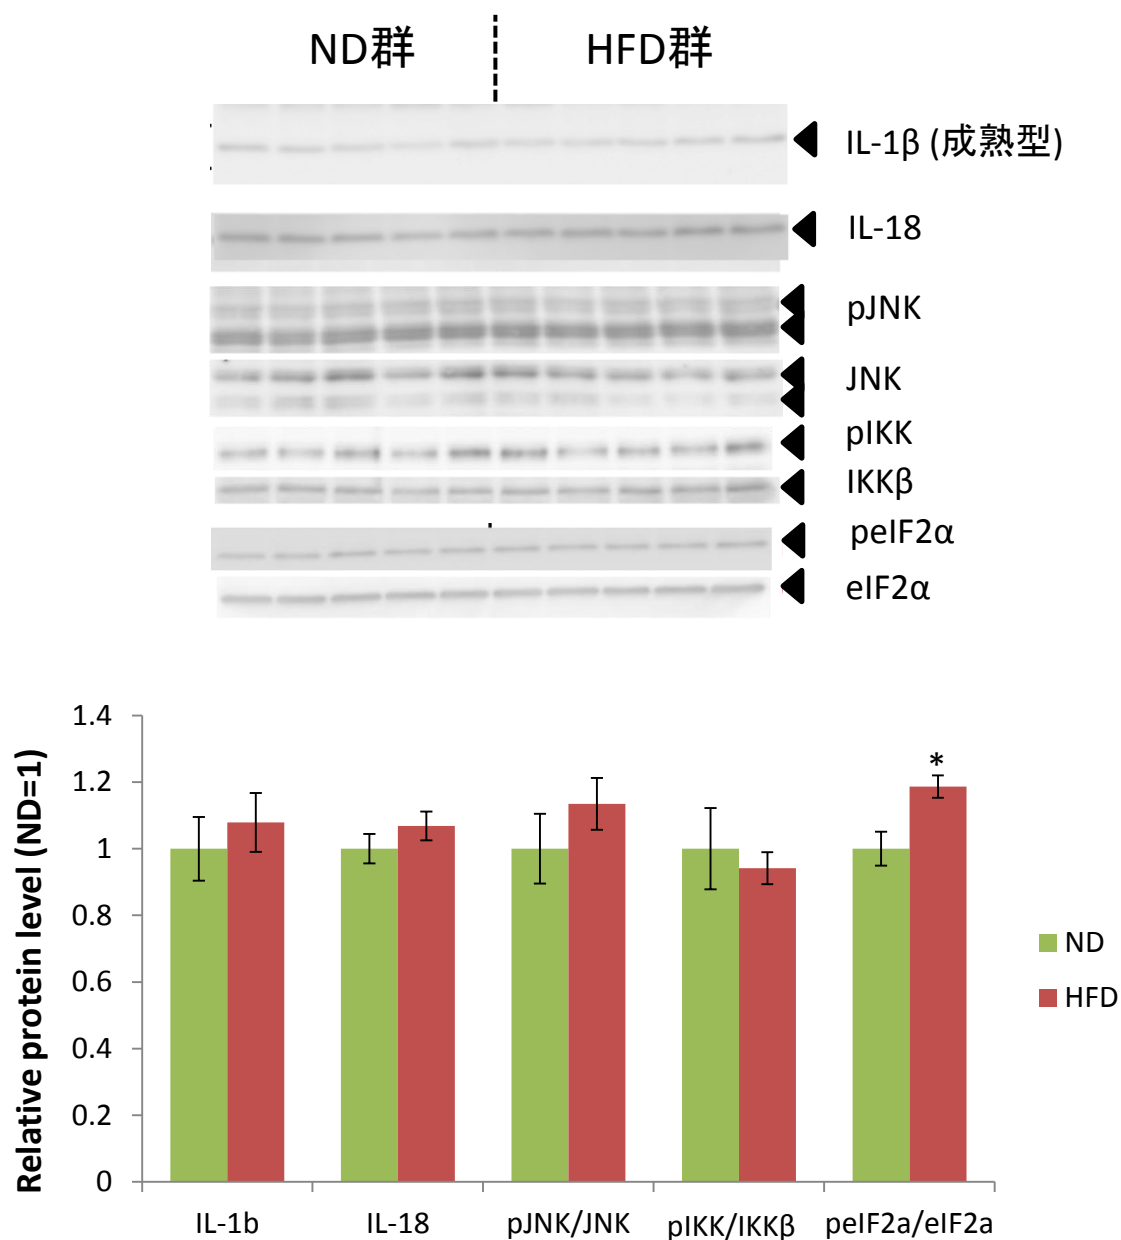 ND群
HFD群
IL-1β (成熟型)
IL-18
pJNK
JNK
pIKK
IKKβ
peIF2α
eIF2α
Relative protein level (ND=1)
1.4
1.2
1
0.8
0.6
0.4
0.2
0
*
ND
HFD
IL-1b
IL-18
pJNK/JNK
pIKK/IKKβ
peIF2a/eIF2a